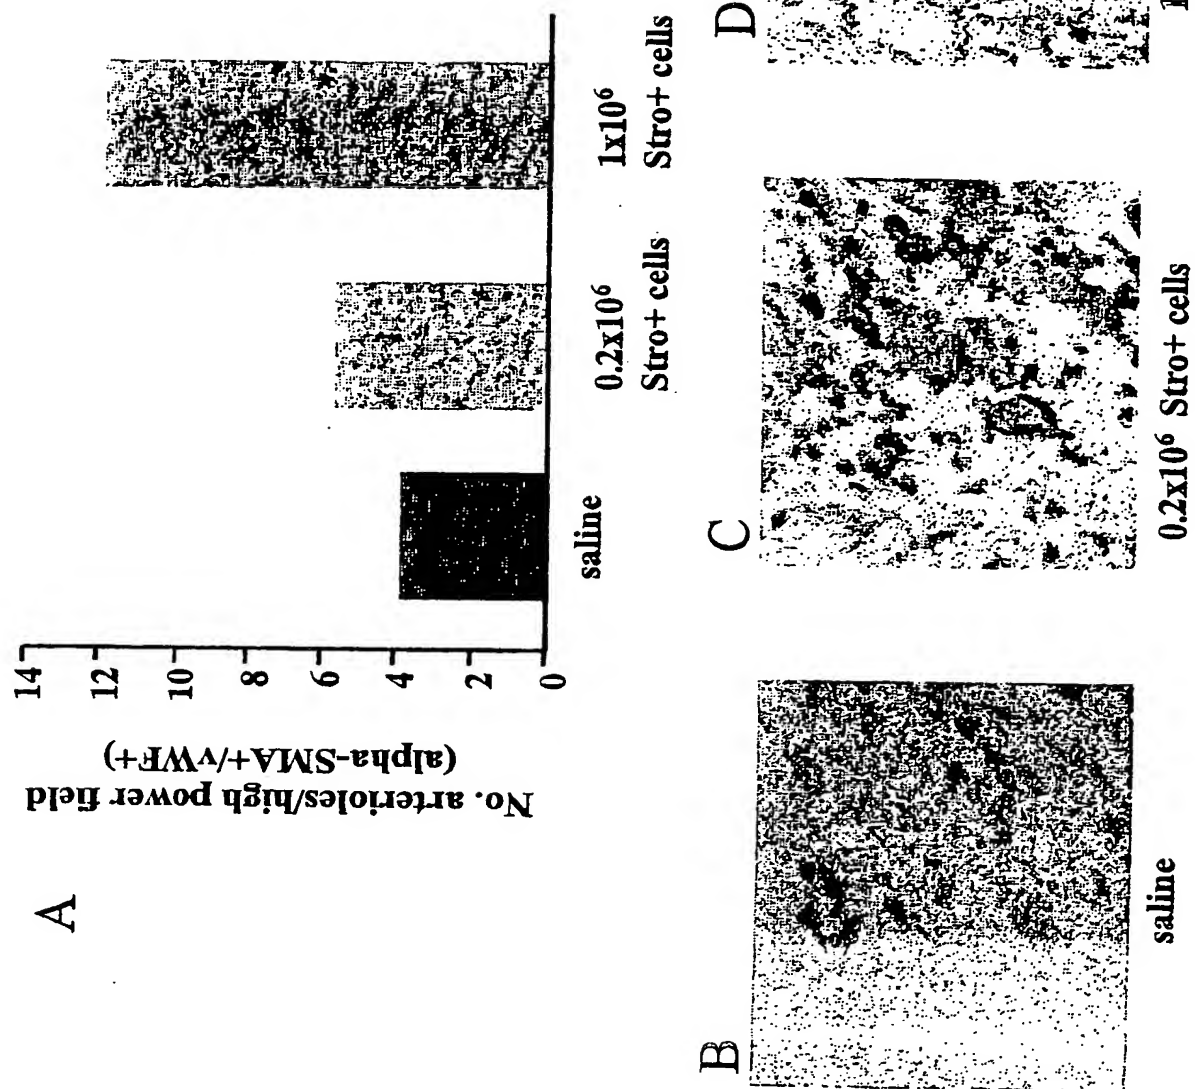 A
No. arterioles/high power field
(alpha-SMA+/vWF+)
14
12
10
8
6
4
2
0
saline
0.2x10⁶
Stro+ cells
1x10⁶
Stro+ cells
B
saline
C
0.2x10⁶ Stro+ cells
D